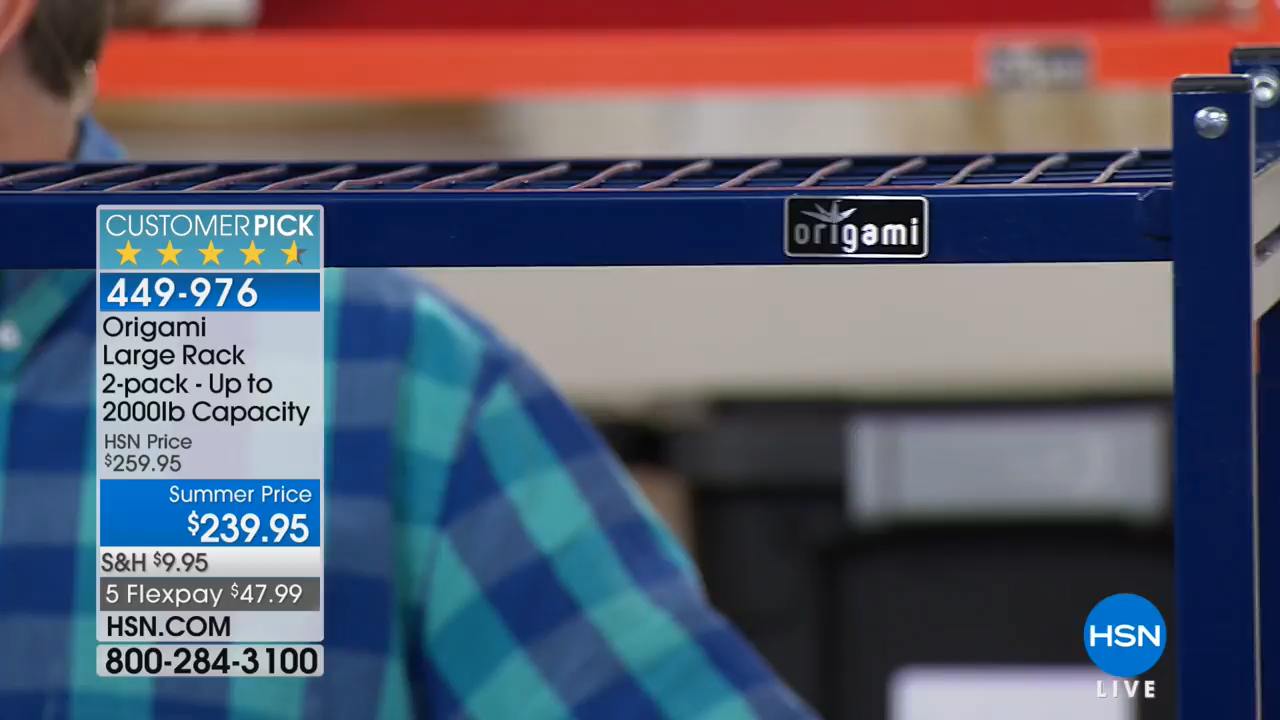 CUSTOMER PICK
449-976
Origami
Large Rack
2-pack - Up to
2000lb Capacity
HSN Price
$259.95
Summer Price
$239.95
S&H $9.95
5 Flexpay $47.99
HSN.COM
800-284-3100
origami
HSN
LIVE